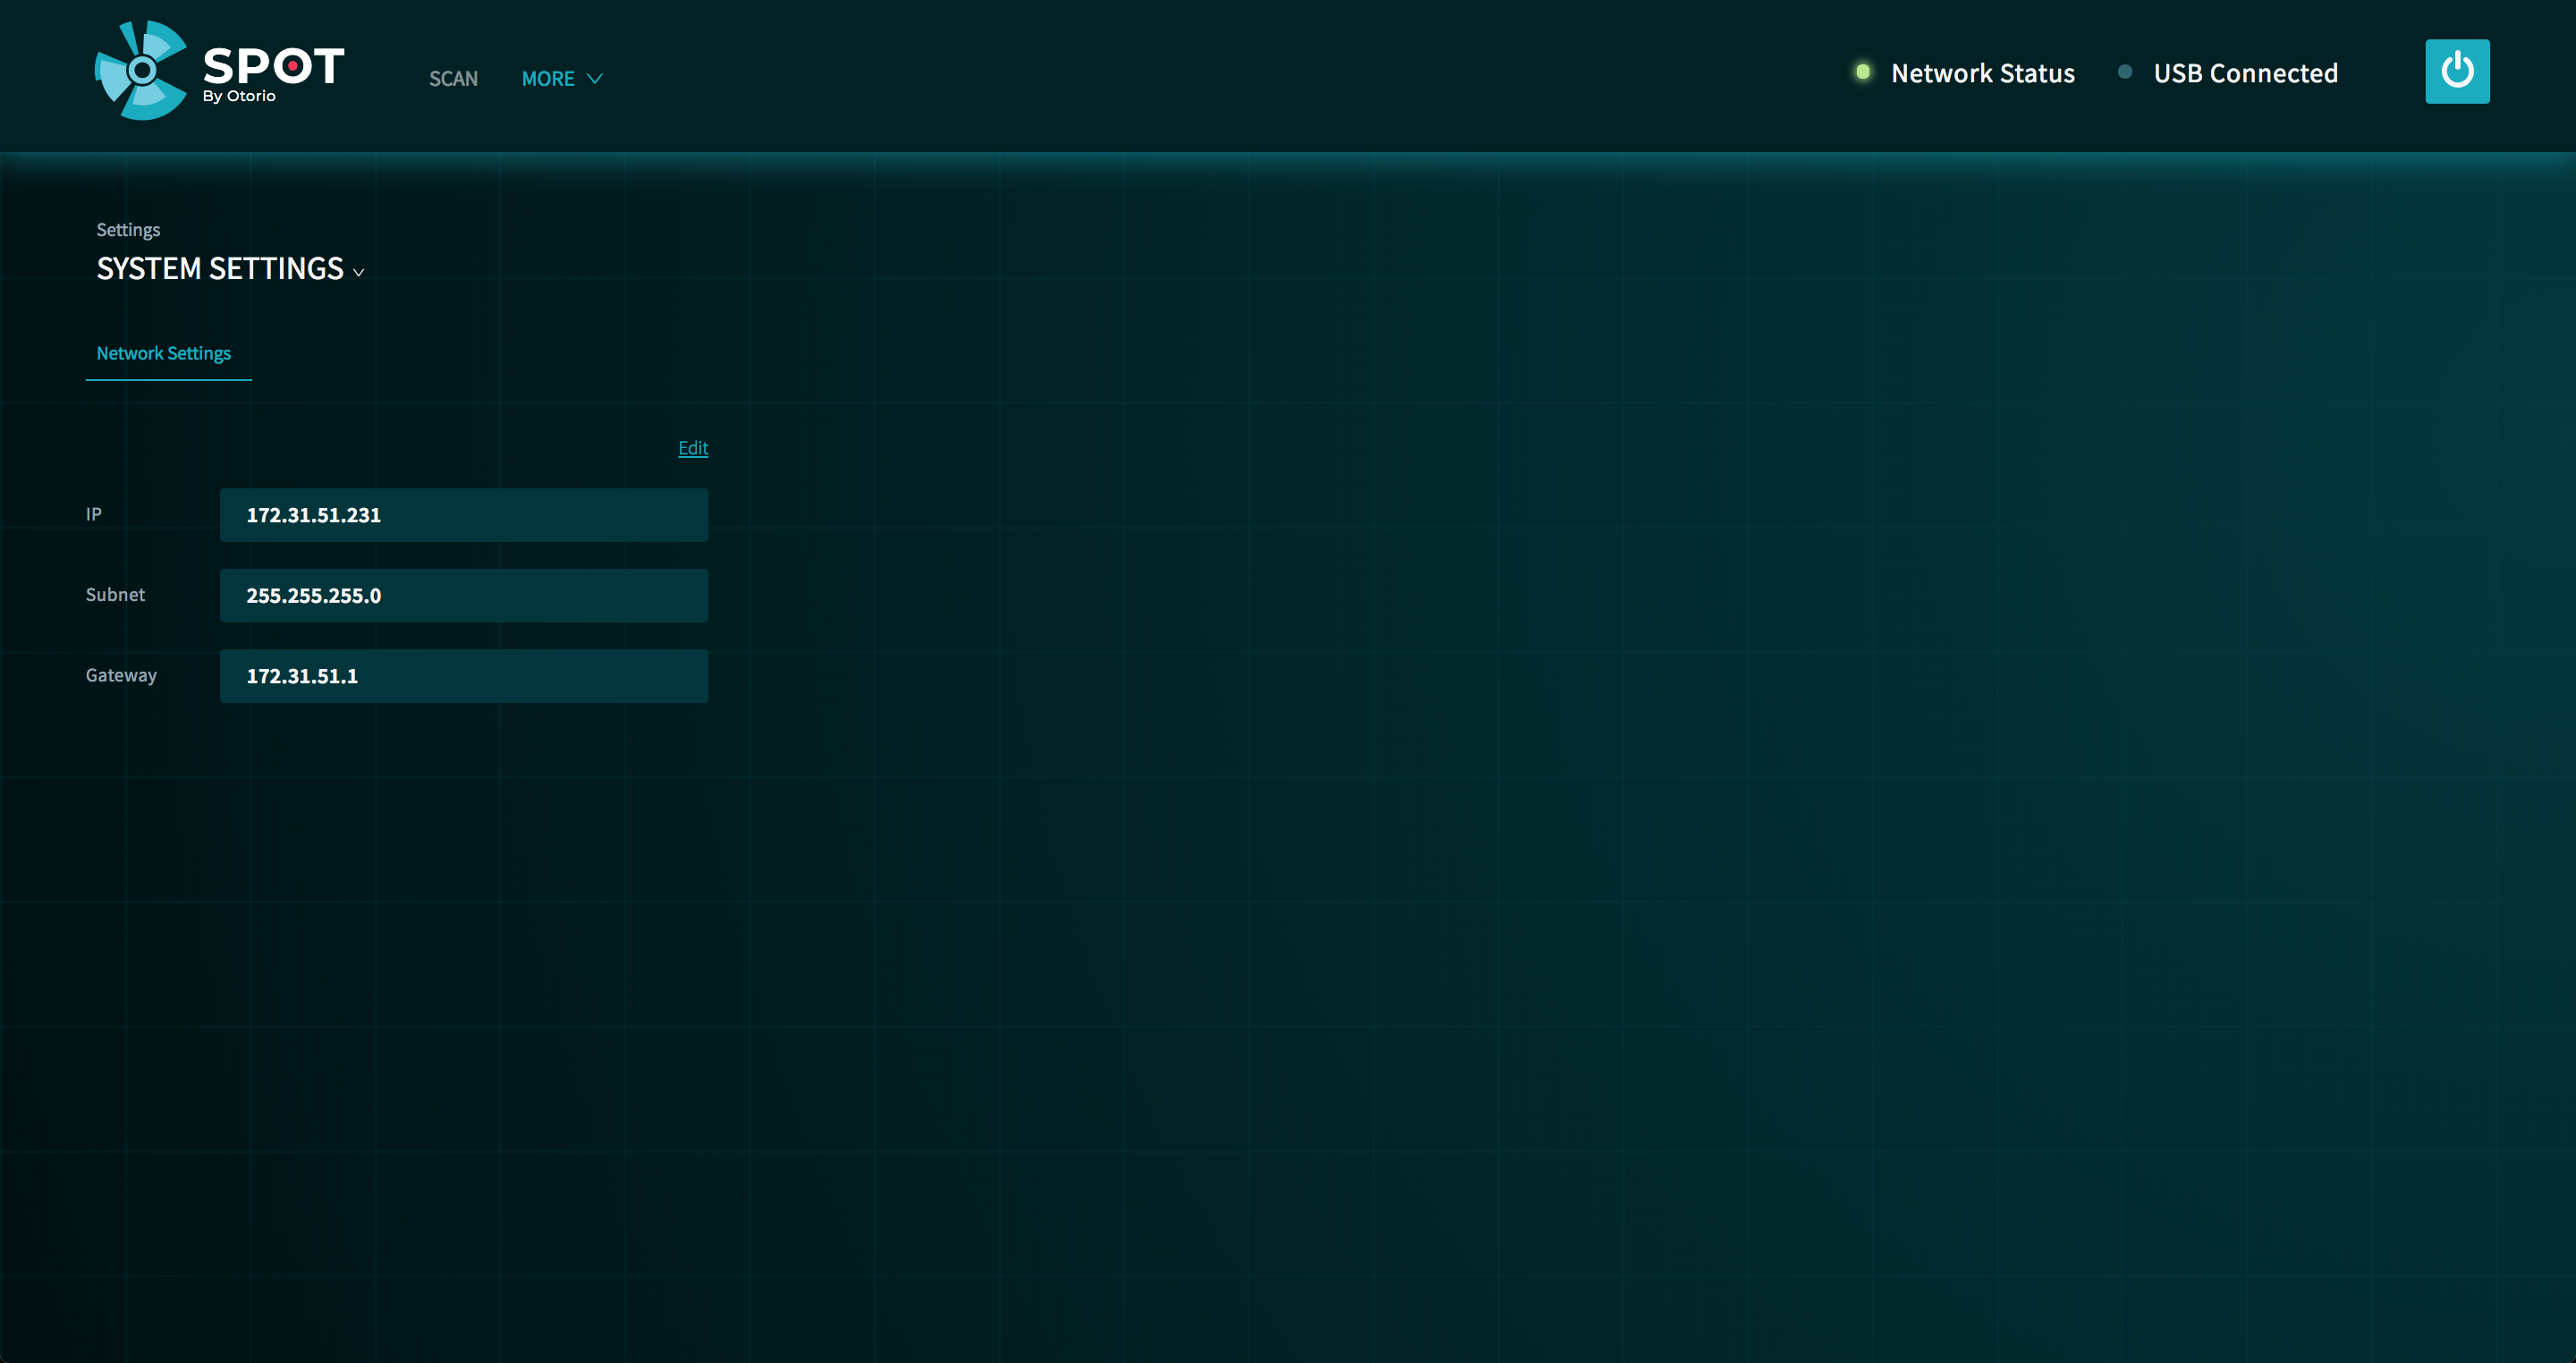 SPOT
By Otorio
SCAN
MORE
Network Status
USB Connected
Settings
SYSTEM SETTINGS
Network Settings
Edit
IP
172.31.51.231
Subnet
255.255.255.0
Gateway
172.31.51.1